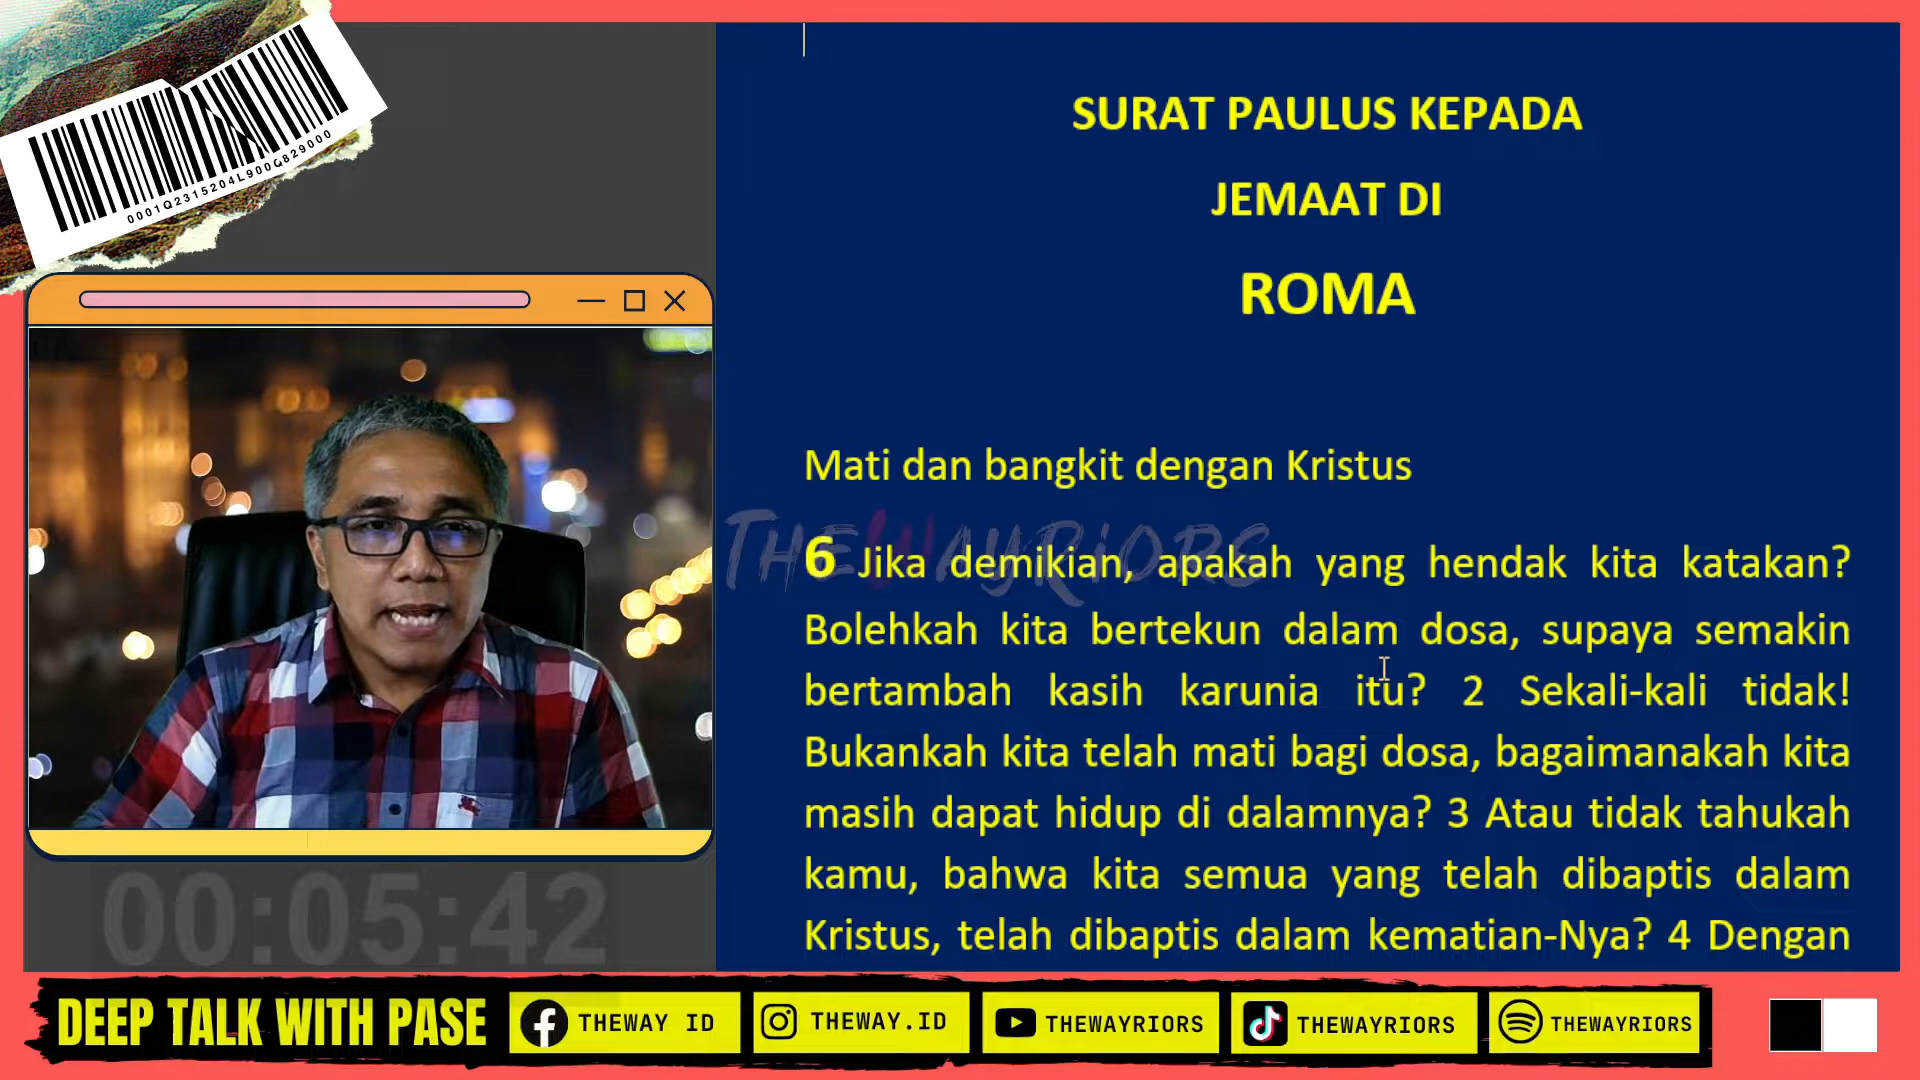 0001Q2315204L900G829000
SURAT PAULUS KEPADA
JEMAAT DI
ROMA
Mati dan bangkit dengan Kristus
THEWAYRIORS
6 Jika demikian, apakah yang hendak kita katakan?
Bolehkah kita bertekun dalam dosa, supaya semakin
bertambah kasih karunia itu? 2 Sekali-kali tidak!
Bukankah kita telah mati bagi dosa, bagaimanakah kita
masih dapat hidup di dalamnya? 3 Atau tidak tahukah
kamu, bahwa kita semua yang telah dibaptis dalam
Kristus, telah dibaptis dalam kematian-Nya? 4 Dengan
00:05:42
DEEP TALK WITH PASE
THEWAY ID
THEWAY.ID
THEWAYRIORS
THEWAYRIORS
THEWAYRIORS